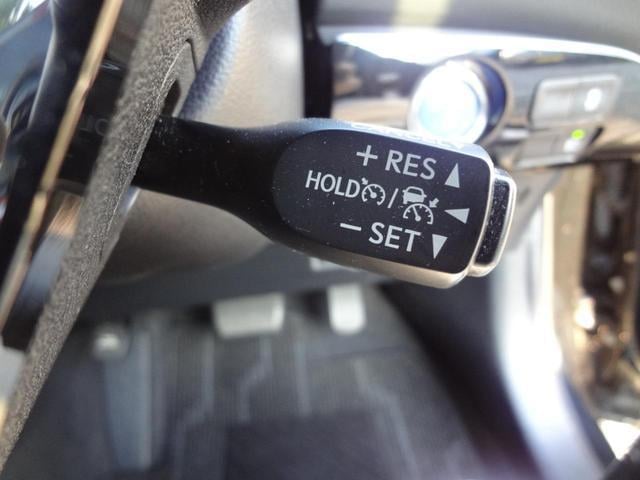 + RES
HOLD /
− SET